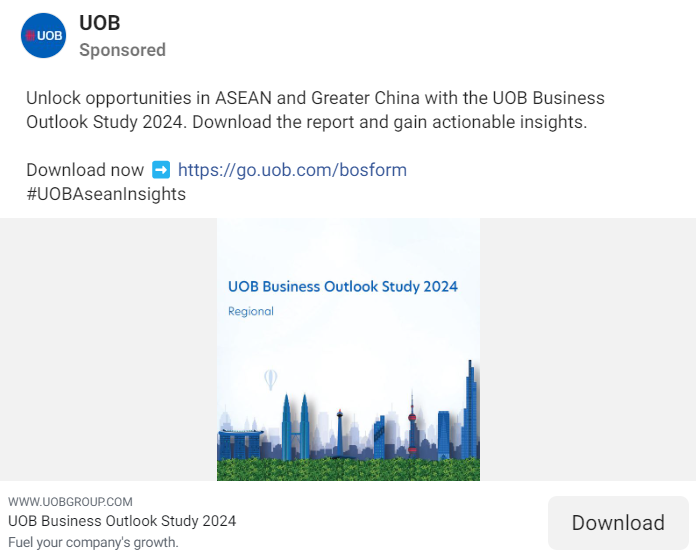 UOB
UOB
Sponsored
Unlock opportunities in ASEAN and Greater China with the UOB Business
Outlook Study 2024. Download the report and gain actionable insights.
Download now ➡️ https://go.uob.com/bosform
#UOBAseanInsights
UOB Business Outlook Study 2024
Regional
WWW.UOBGROUP.COM
UOB Business Outlook Study 2024
Fuel your company's growth.
Download